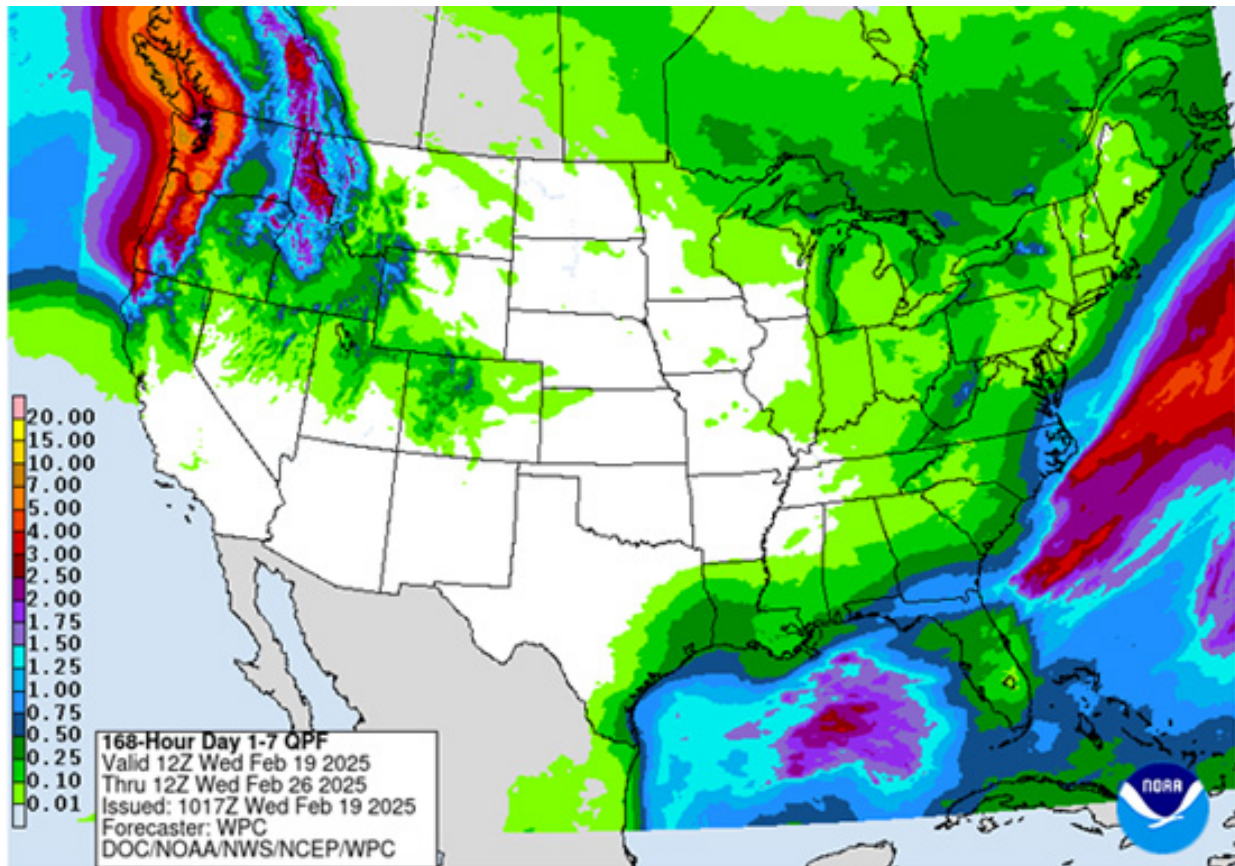 20.00
15.00
10.00
7.00
5.00
4.00
3.00
2.50
2.00
1.75
1.50
1.25
1.00
0.75
0.50
0.25
0.10
0.01
168-Hour Day 1-7 QPF
Valid 12Z Wed Feb 19 2025
Thru 12Z Wed Feb 26 2025
Issued: 1017Z Wed Feb 19 2025
Forecaster: WPC
DOC/NOAA/NWS/NCEP/WPC
NOAA